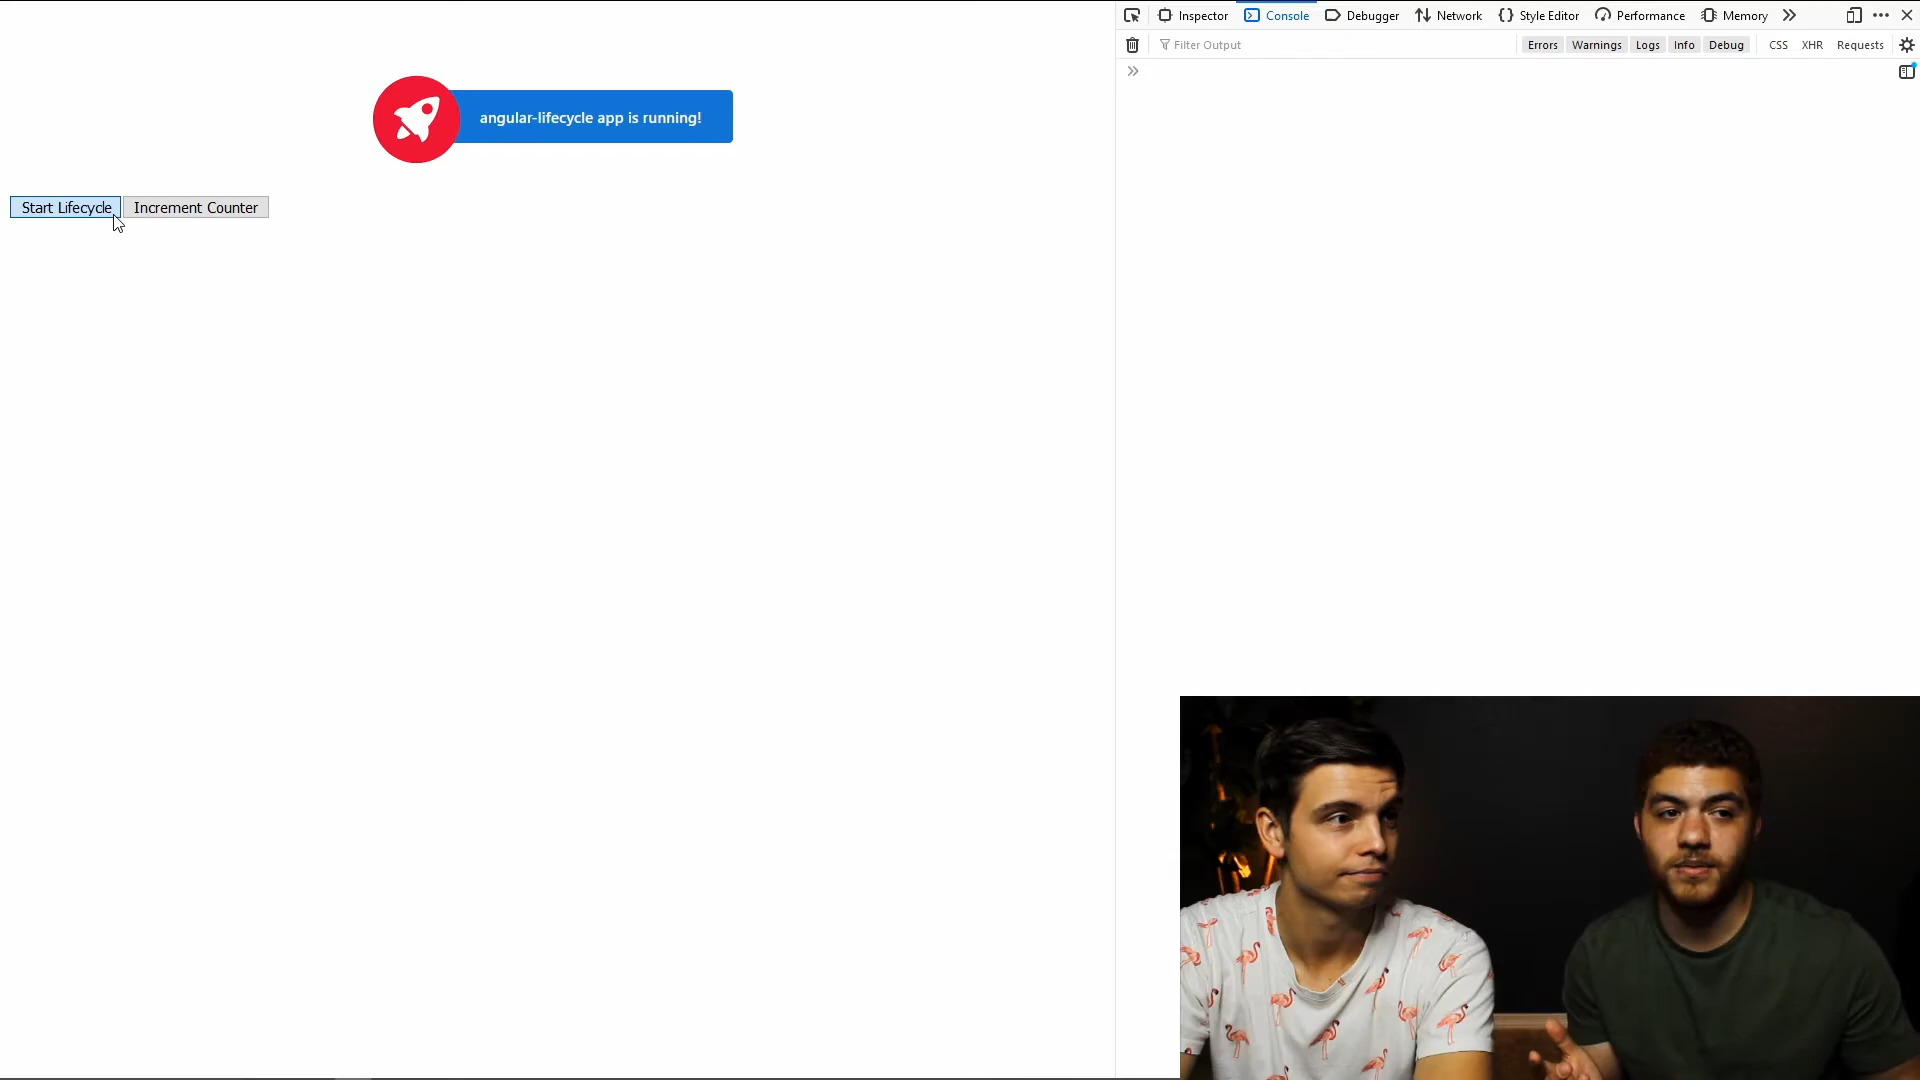 Inspector Console Debugger Network Style Editor Performance Memory
Filter Output Errors Warnings Logs Info Debug CSS XHR Requests
angular-lifecycle app is running!
Start Lifecycle Increment Counter